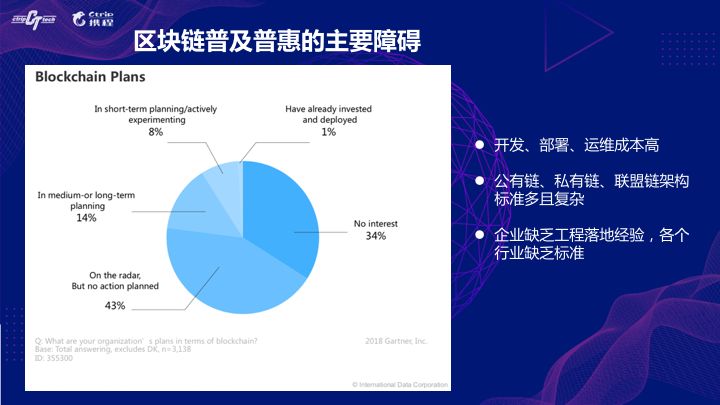 ctrip tech
Ctrip
携程
区块链普及普惠的主要障碍
Blockchain Plans
In short-term planning/actively
experimenting
8%
Have already invested
and deployed
1%
In medium-or long-term
planning
14%
No interest
34%
On the radar,
But no action planned
43%
Q: What are your organization’s plans in terms of blockchain?
Base: Total answering, excludes DK, n=3,138
ID: 355300
2018 Gartner, Inc.
© International Data Corporation
开发、部署、运维成本高
公有链、私有链、联盟链架构
标准多且复杂
企业缺乏工程落地经验，各个
行业缺乏标准